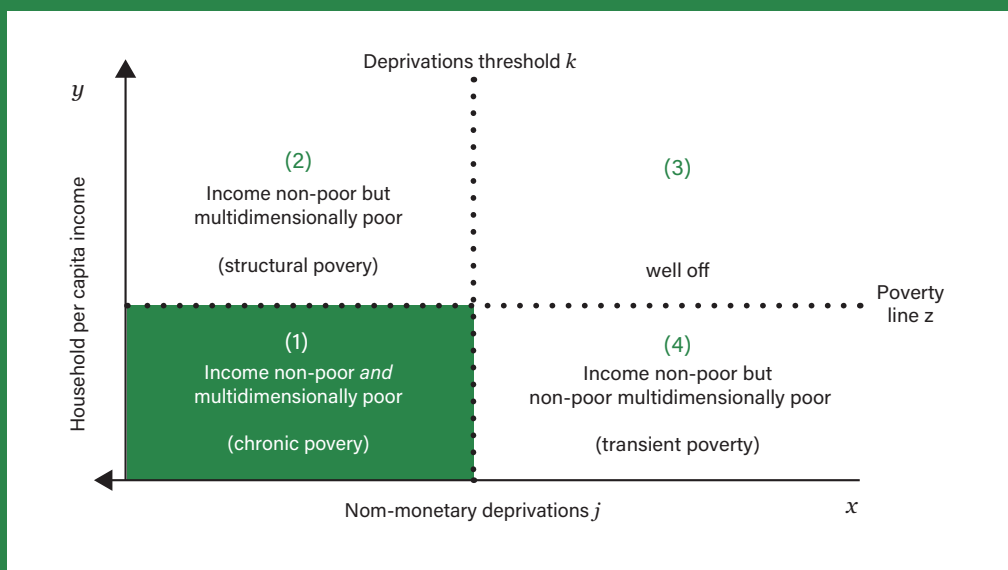 Deprivations threshold k
y
(2)
Income non-poor but
multidimensionally poor
(structural povery)
(3)
well off
Household per capita income
Poverty
line z
(1)
Income non-poor and
multidimensionally poor
(chronic povery)
(4)
Income non-poor but
non-poor multidimensionally poor
(transient poverty)
Nom-monetary deprivations j
x